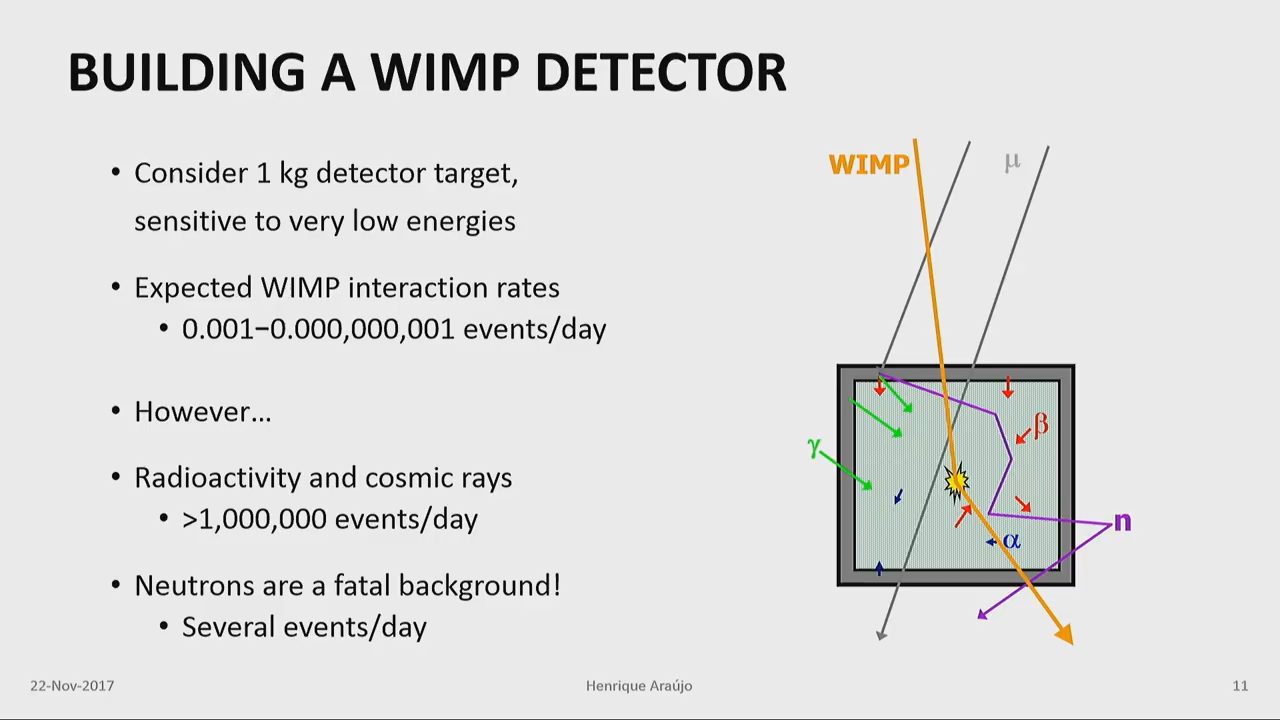 BUILDING A WIMP DETECTOR
• Consider 1 kg detector target,
sensitive to very low energies
• Expected WIMP interaction rates
• 0.001–0.000,000,001 events/day
• However…
• Radioactivity and cosmic rays
• >1,000,000 events/day
• Neutrons are a fatal background!
• Several events/day
WIMP
μ
β
γ
n
α
22-Nov-2017
Henrique Araújo
11